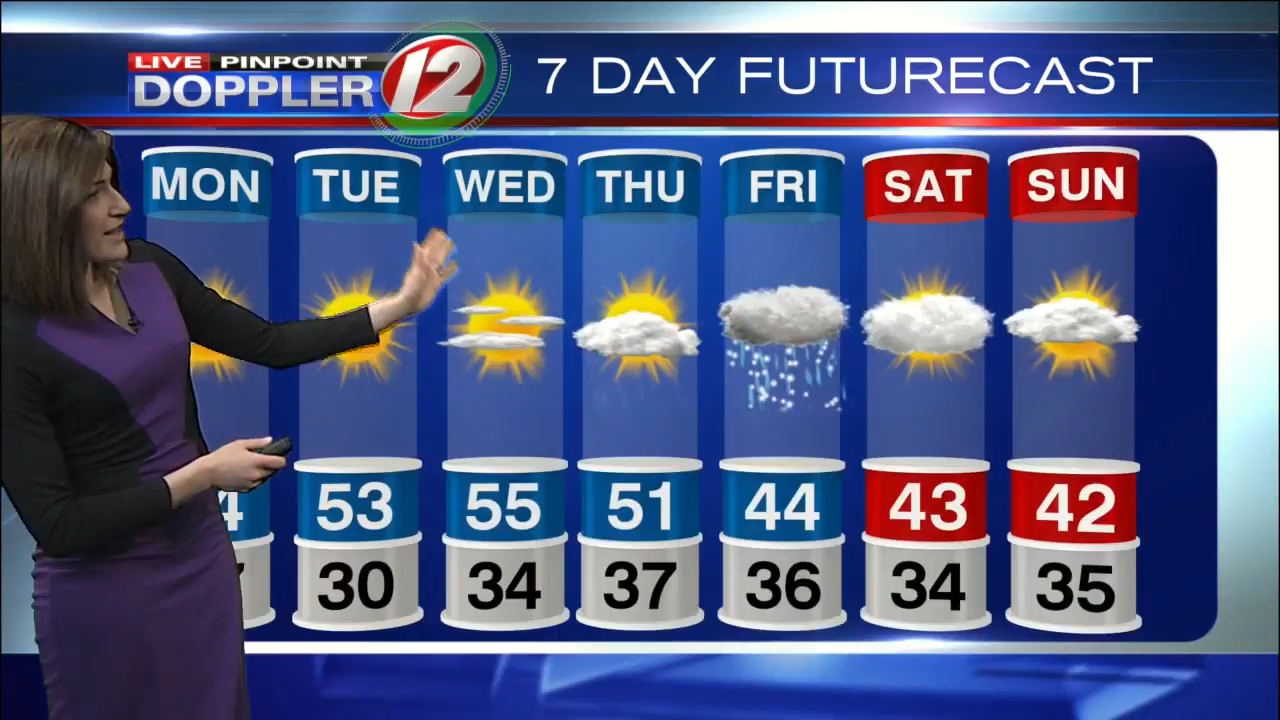 LIVE PINPOINT
DOPPLER 12
7 DAY FUTURECAST
MON TUE WED THU FRI SAT SUN
4 53 55 51 44 43 42
30 34 37 36 34 35